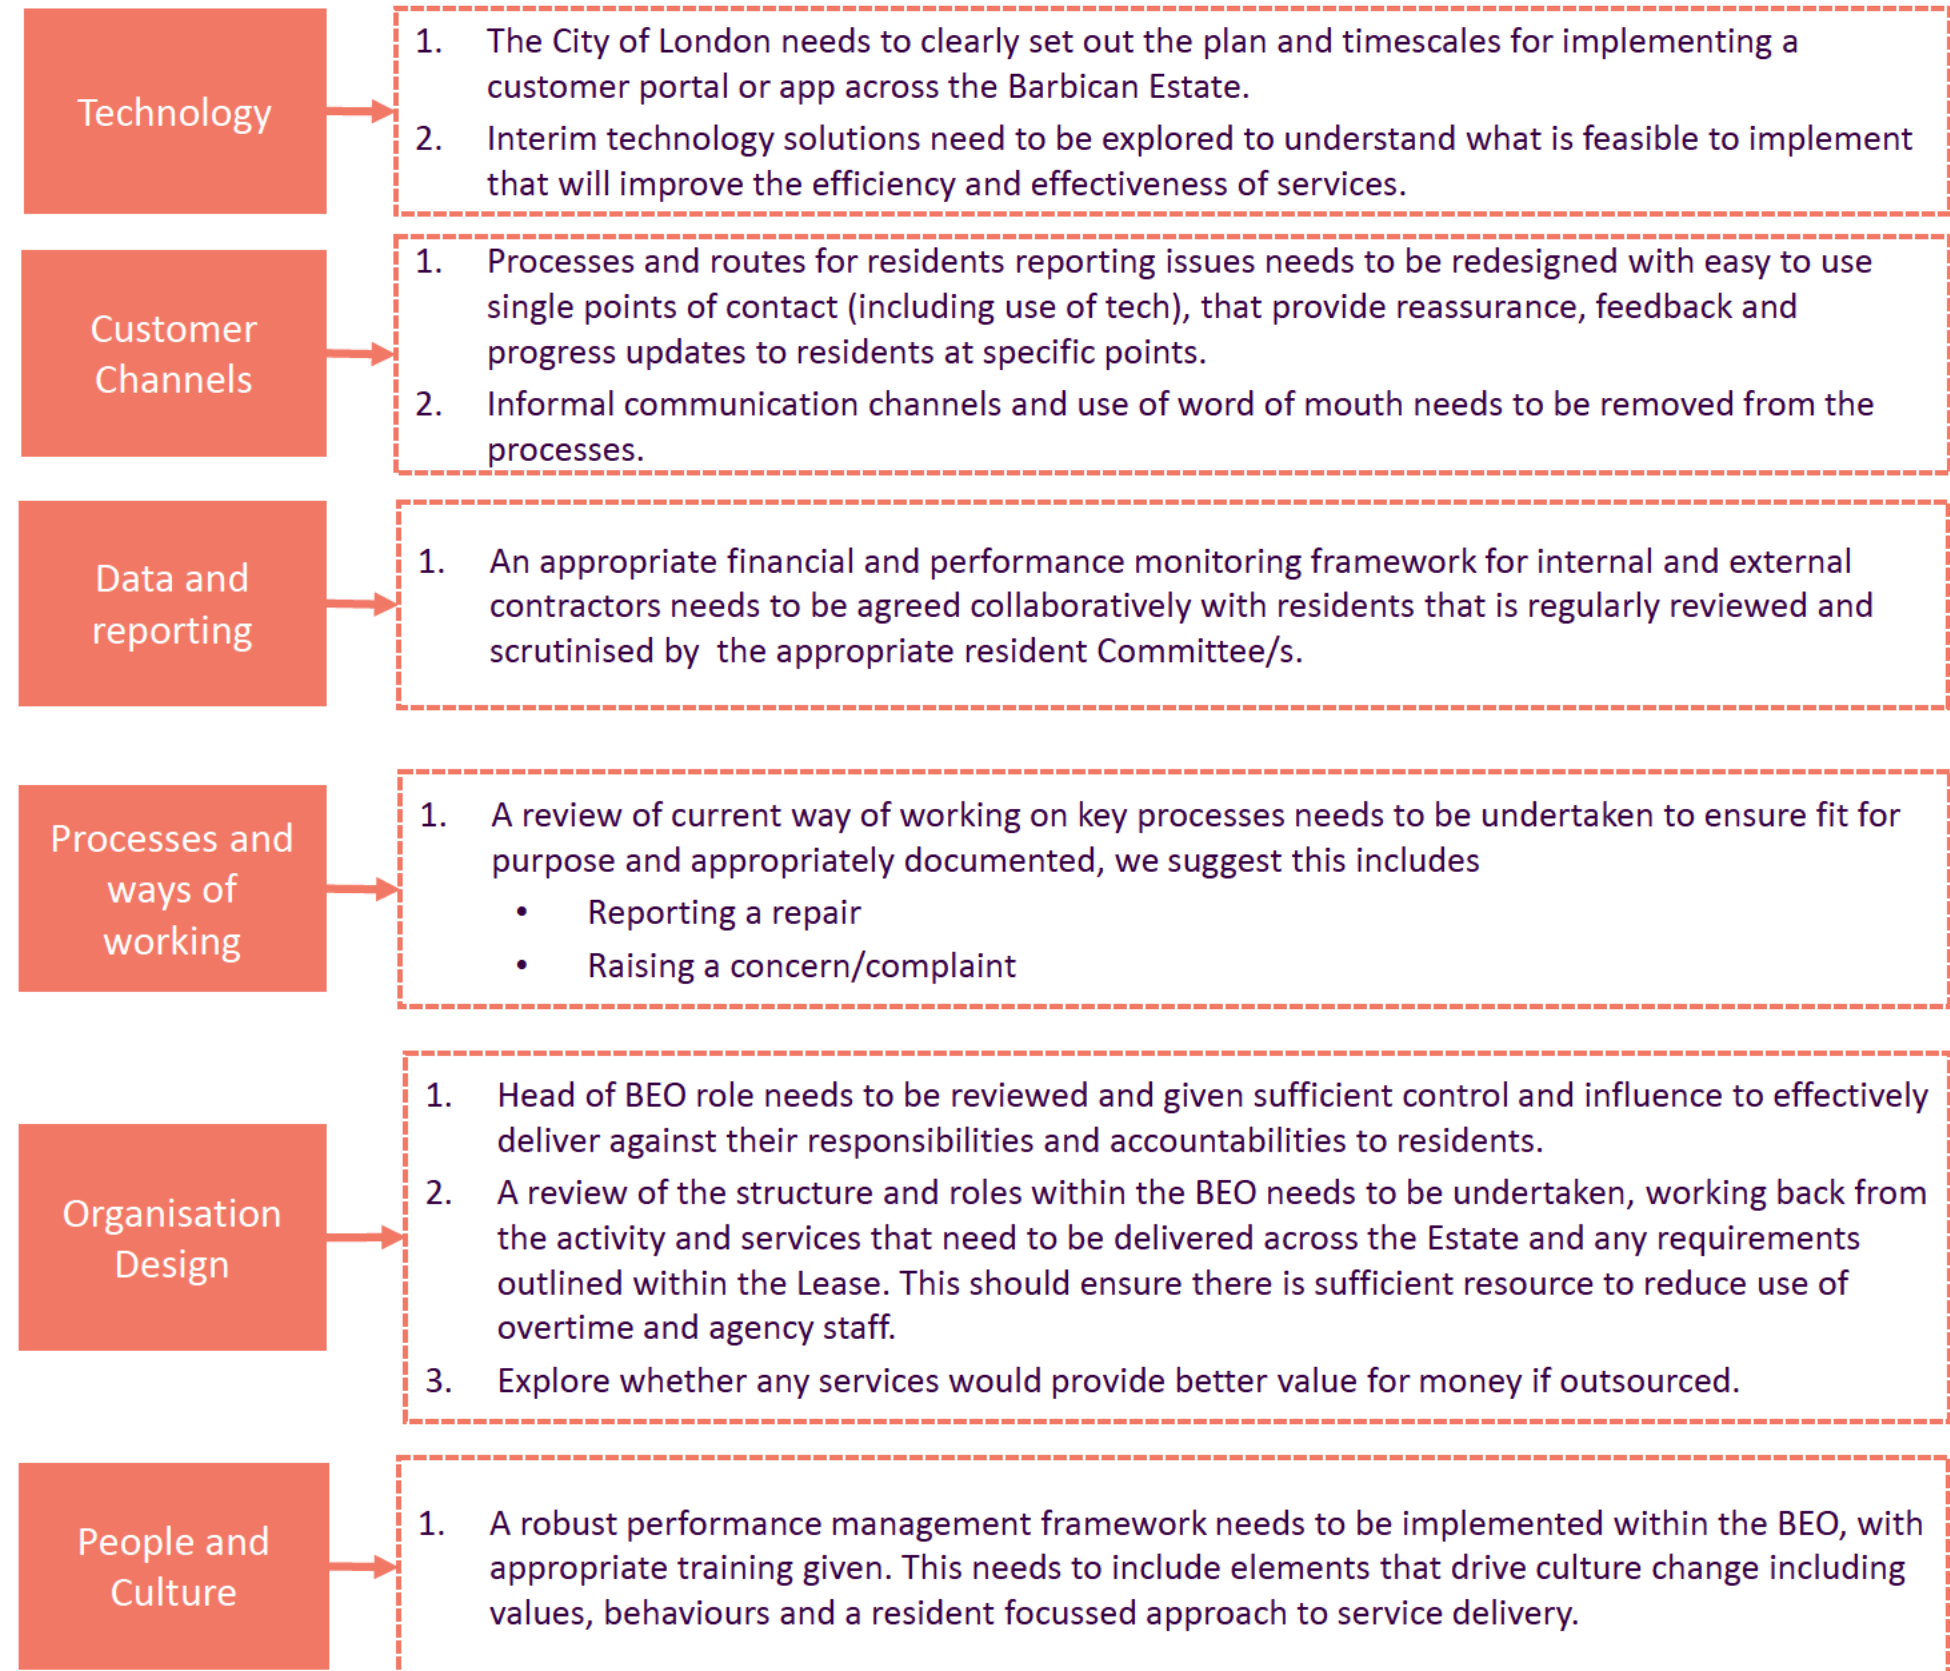 Technology
1. The City of London needs to clearly set out the plan and timescales for implementing a
customer portal or app across the Barbican Estate.
2. Interim technology solutions need to be explored to understand what is feasible to implement
that will improve the efficiency and effectiveness of services.
Customer
Channels
1. Processes and routes for residents reporting issues needs to be redesigned with easy to use
single points of contact (including use of tech), that provide reassurance, feedback and
progress updates to residents at specific points.
2. Informal communication channels and use of word of mouth needs to be removed from the
processes.
Data and
reporting
1. An appropriate financial and performance monitoring framework for internal and external
contractors needs to be agreed collaboratively with residents that is regularly reviewed and
scrutinised by the appropriate resident Committee/s.
Processes and
ways of
working
1. A review of current way of working on key processes needs to be undertaken to ensure fit for
purpose and appropriately documented, we suggest this includes
• Reporting a repair
• Raising a concern/complaint
Organisation
Design
1. Head of BEO role needs to be reviewed and given sufficient control and influence to effectively
deliver against their responsibilities and accountabilities to residents.
2. A review of the structure and roles within the BEO needs to be undertaken, working back from
the activity and services that need to be delivered across the Estate and any requirements
outlined within the Lease. This should ensure there is sufficient resource to reduce use of
overtime and agency staff.
3. Explore whether any services would provide better value for money if outsourced.
People and
Culture
1. A robust performance management framework needs to be implemented within the BEO, with
appropriate training given. This needs to include elements that drive culture change including
values, behaviours and a resident focussed approach to service delivery.